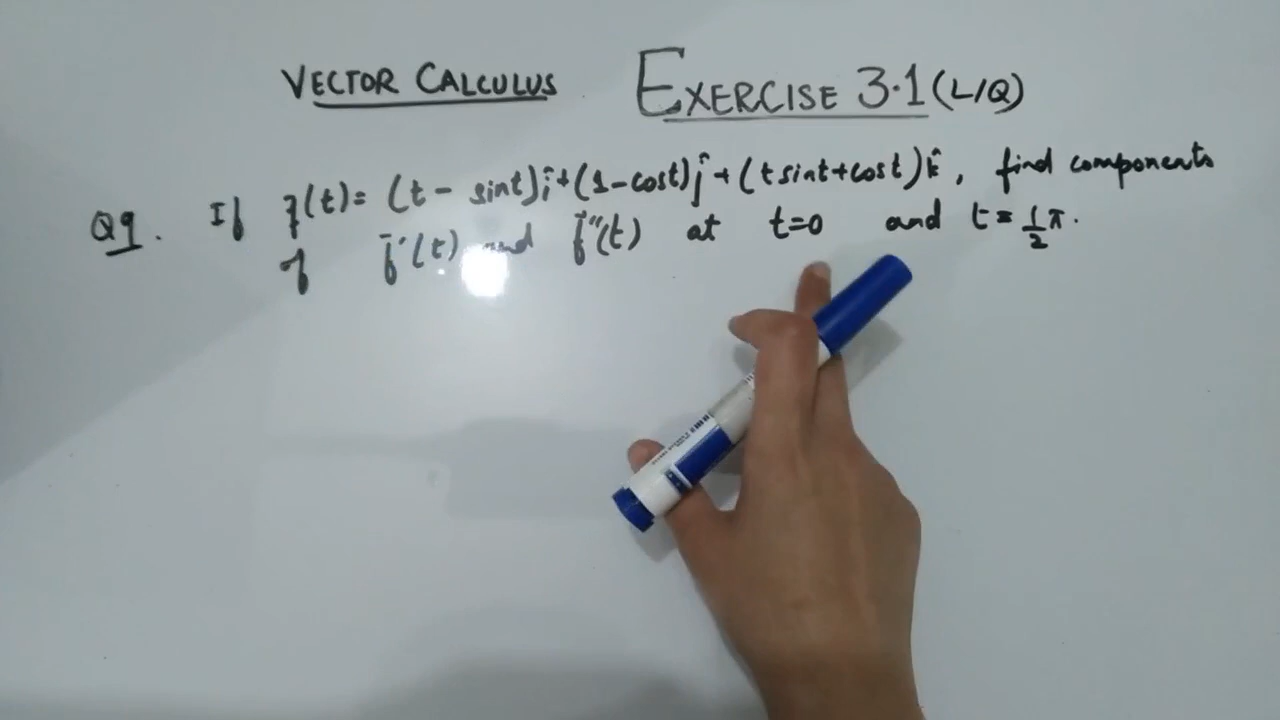 VECTOR CALCULUS EXERCISE 3.1 (L/Q)
Q9. If f(t) = (t - sint)î + (1 - cost)ĵ + (tsint + cost)k̂, find components
of f̄'(t) and f̄''(t) at t=0 and t = 1/2 π.